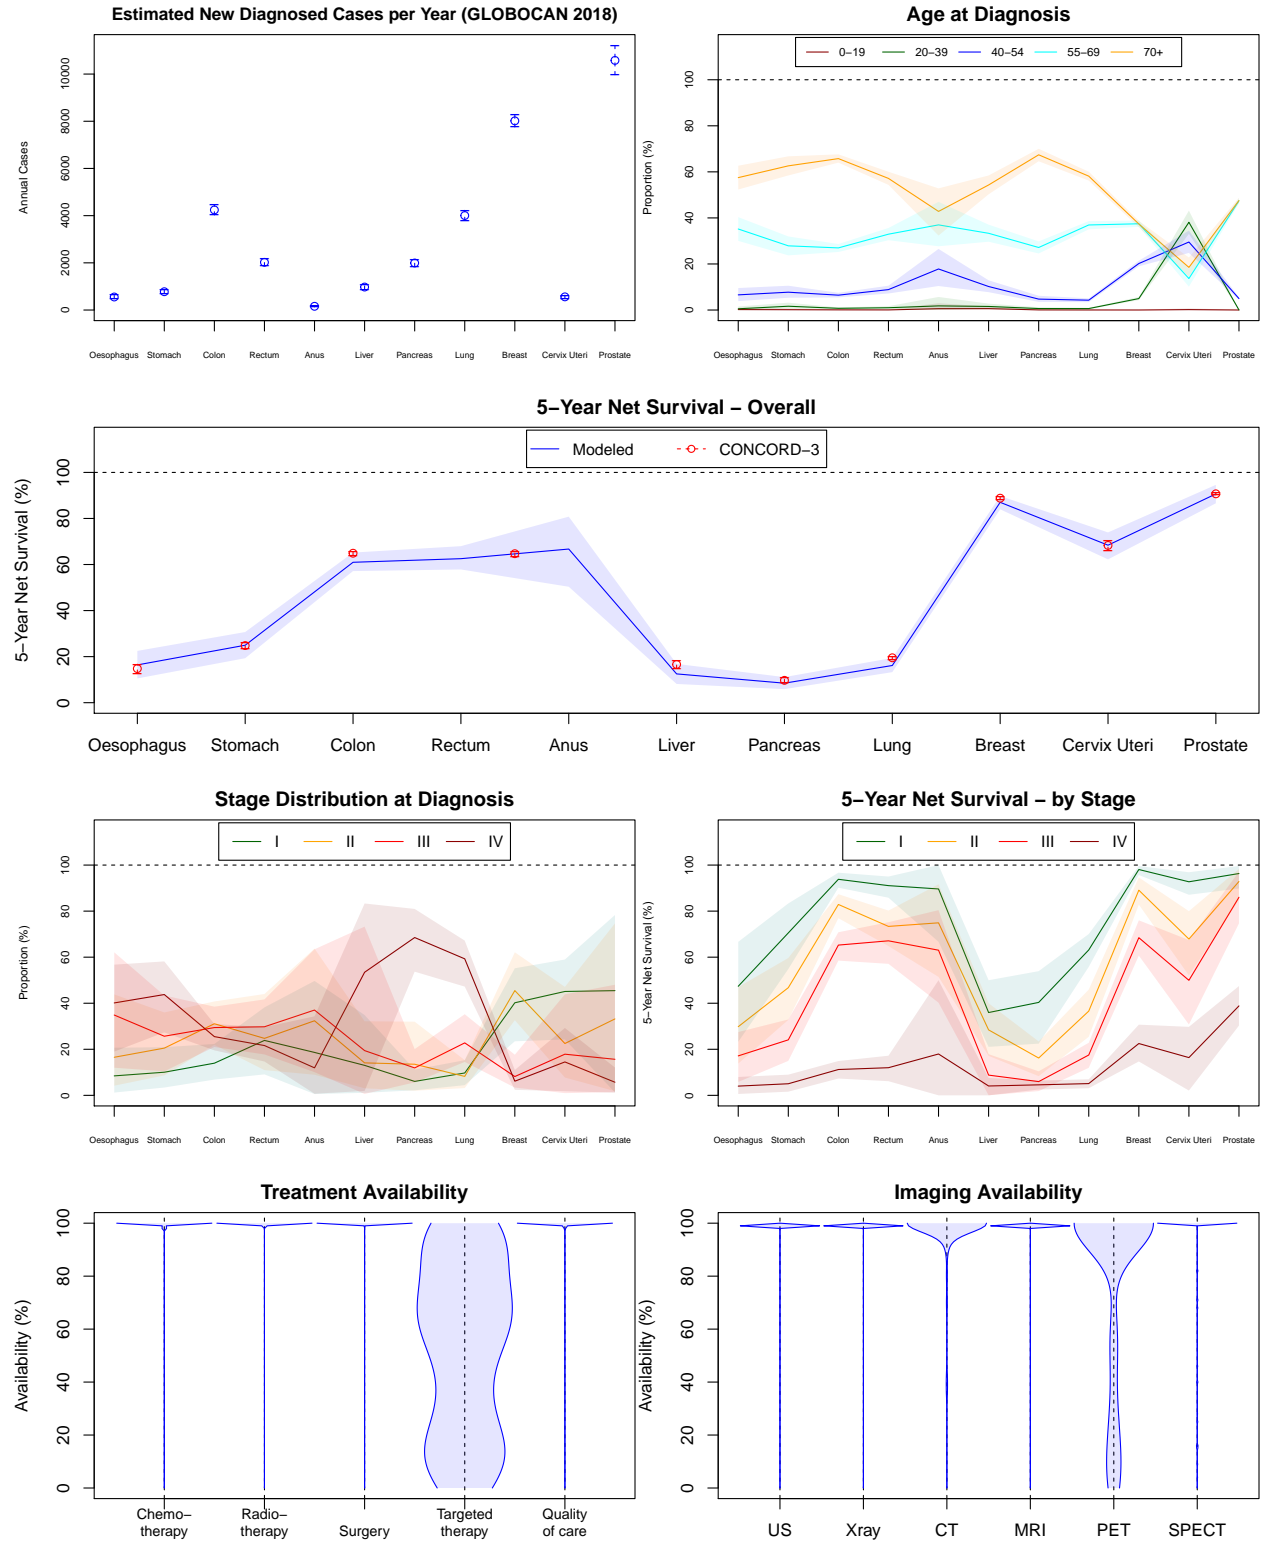 Estimated New Diagnosed Cases per Year (GLOBOCAN 2018)
Annual Cases
0
2000
4000
6000
8000
10000
Oesophagus Stomach Colon Rectum Anus Liver Pancreas Lung Breast Cervix Uteri Prostate
Age at Diagnosis
0−19 20−39 40−54 55−69 70+
Proportion (%)
0
20
40
60
80
100
Oesophagus Stomach Colon Rectum Anus Liver Pancreas Lung Breast Cervix Uteri Prostate
5−Year Net Survival − Overall
Modeled CONCORD−3
5−Year Net Survival (%)
0
20
40
60
80
100
Oesophagus Stomach Colon Rectum Anus Liver Pancreas Lung Breast Cervix Uteri Prostate
Stage Distribution at Diagnosis
I II III IV
Proportion (%)
0
20
40
60
80
100
Oesophagus Stomach Colon Rectum Anus Liver Pancreas Lung Breast Cervix Uteri Prostate
5−Year Net Survival − by Stage
I II III IV
5−Year Net Survival (%)
0
20
40
60
80
100
Oesophagus Stomach Colon Rectum Anus Liver Pancreas Lung Breast Cervix Uteri Prostate
Treatment Availability
Availability (%)
0
20
40
60
80
100
Chemo−
therapy
Radio−
therapy
Surgery
Targeted
therapy
Quality
of care
Imaging Availability
Availability (%)
0
20
40
60
80
100
US Xray CT MRI PET SPECT